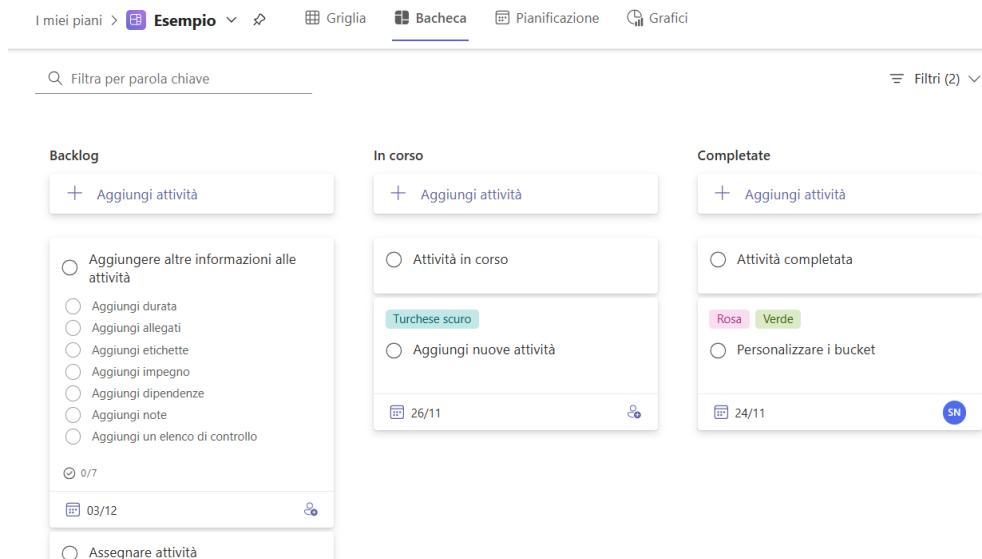 I miei piani > Esempio
Griglia
Bacheca
Pianificazione
Grafici
Filtra per parola chiave
Filtri (2)
Backlog
Aggiungi attività
Aggiungere altre informazioni alle
attività
Aggiungi durata
Aggiungi allegati
Aggiungi etichette
Aggiungi impegno
Aggiungi dipendenze
Aggiungi note
Aggiungi un elenco di controllo
0/7
03/12
Assegnare attività
In corso
Aggiungi attività
Attività in corso
Turchese scuro
Aggiungi nuove attività
26/11
Completate
Aggiungi attività
Attività completata
Rosa Verde
Personalizzare i bucket
24/11
SN